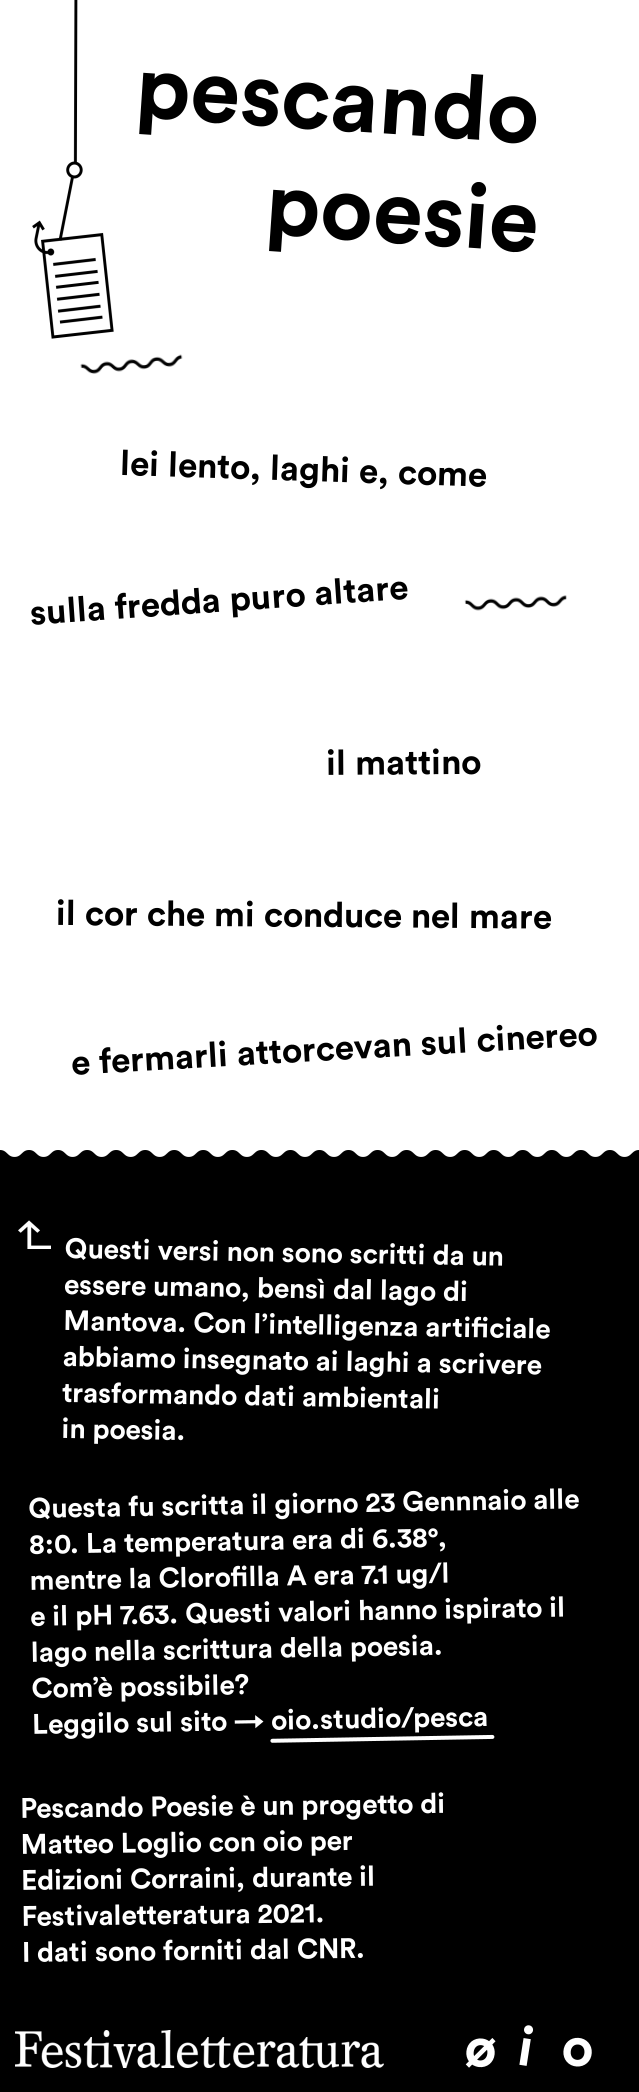 pescando
poesie
lei lento, laghi e, come
sulla fredda puro altare
il mattino
il cor che mi conduce nel mare
e fermarli attorcevan sul cinereo
Questi versi non sono scritti da un
essere umano, bensì dal lago di
Mantova. Con l’intelligenza artificiale
abbiamo insegnato ai laghi a scrivere
trasformando dati ambientali
in poesia.
Questa fu scritta il giorno 23 Gennnaio alle
8:0. La temperatura era di 6.38°,
mentre la Clorofilla A era 7.1 ug/l
e il pH 7.63. Questi valori hanno ispirato il
lago nella scrittura della poesia.
Com’è possibile?
Leggilo sul sito → oio.studio/pesca
Pescando Poesie è un progetto di
Matteo Loglio con oio per
Edizioni Corraini, durante il
Festivaletteratura 2021.
I dati sono forniti dal CNR.
Festivaletteratura øio